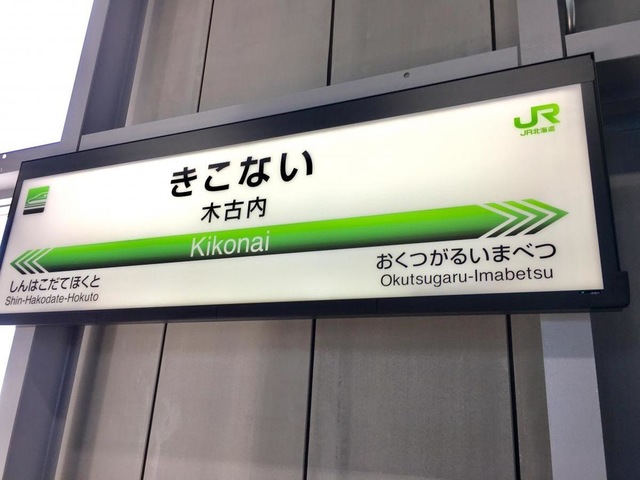 JR
JR北海道
きこない
木古内
Kikonai
しんはこだてほくと
Shin-Hakodate-Hokuto
おくつがるいまべつ
Okutsugaru-Imabetsu